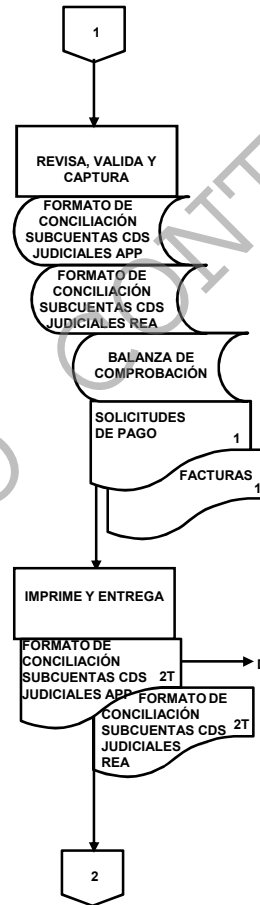 1
REVISA, VALIDA Y
CAPTURA
FORMATO DE
CONCILIACIÓN
SUBCUENTAS CDS
JUDICIALES APP
FORMATO DE
CONCILIACIÓN
SUBCUENTAS CDS
JUDICIALES REA
BALANZA DE
COMPROBACIÓN
SOLICITUDES
DE PAGO
1
FACTURAS
1
IMPRIME Y ENTREGA
FORMATO DE
CONCILIACIÓN
SUBCUENTAS CDS 2T
JUDICIALES APP
FORMATO DE
CONCILIACIÓN
SUBCUENTAS CDS 2T
JUDICIALES
REA
2